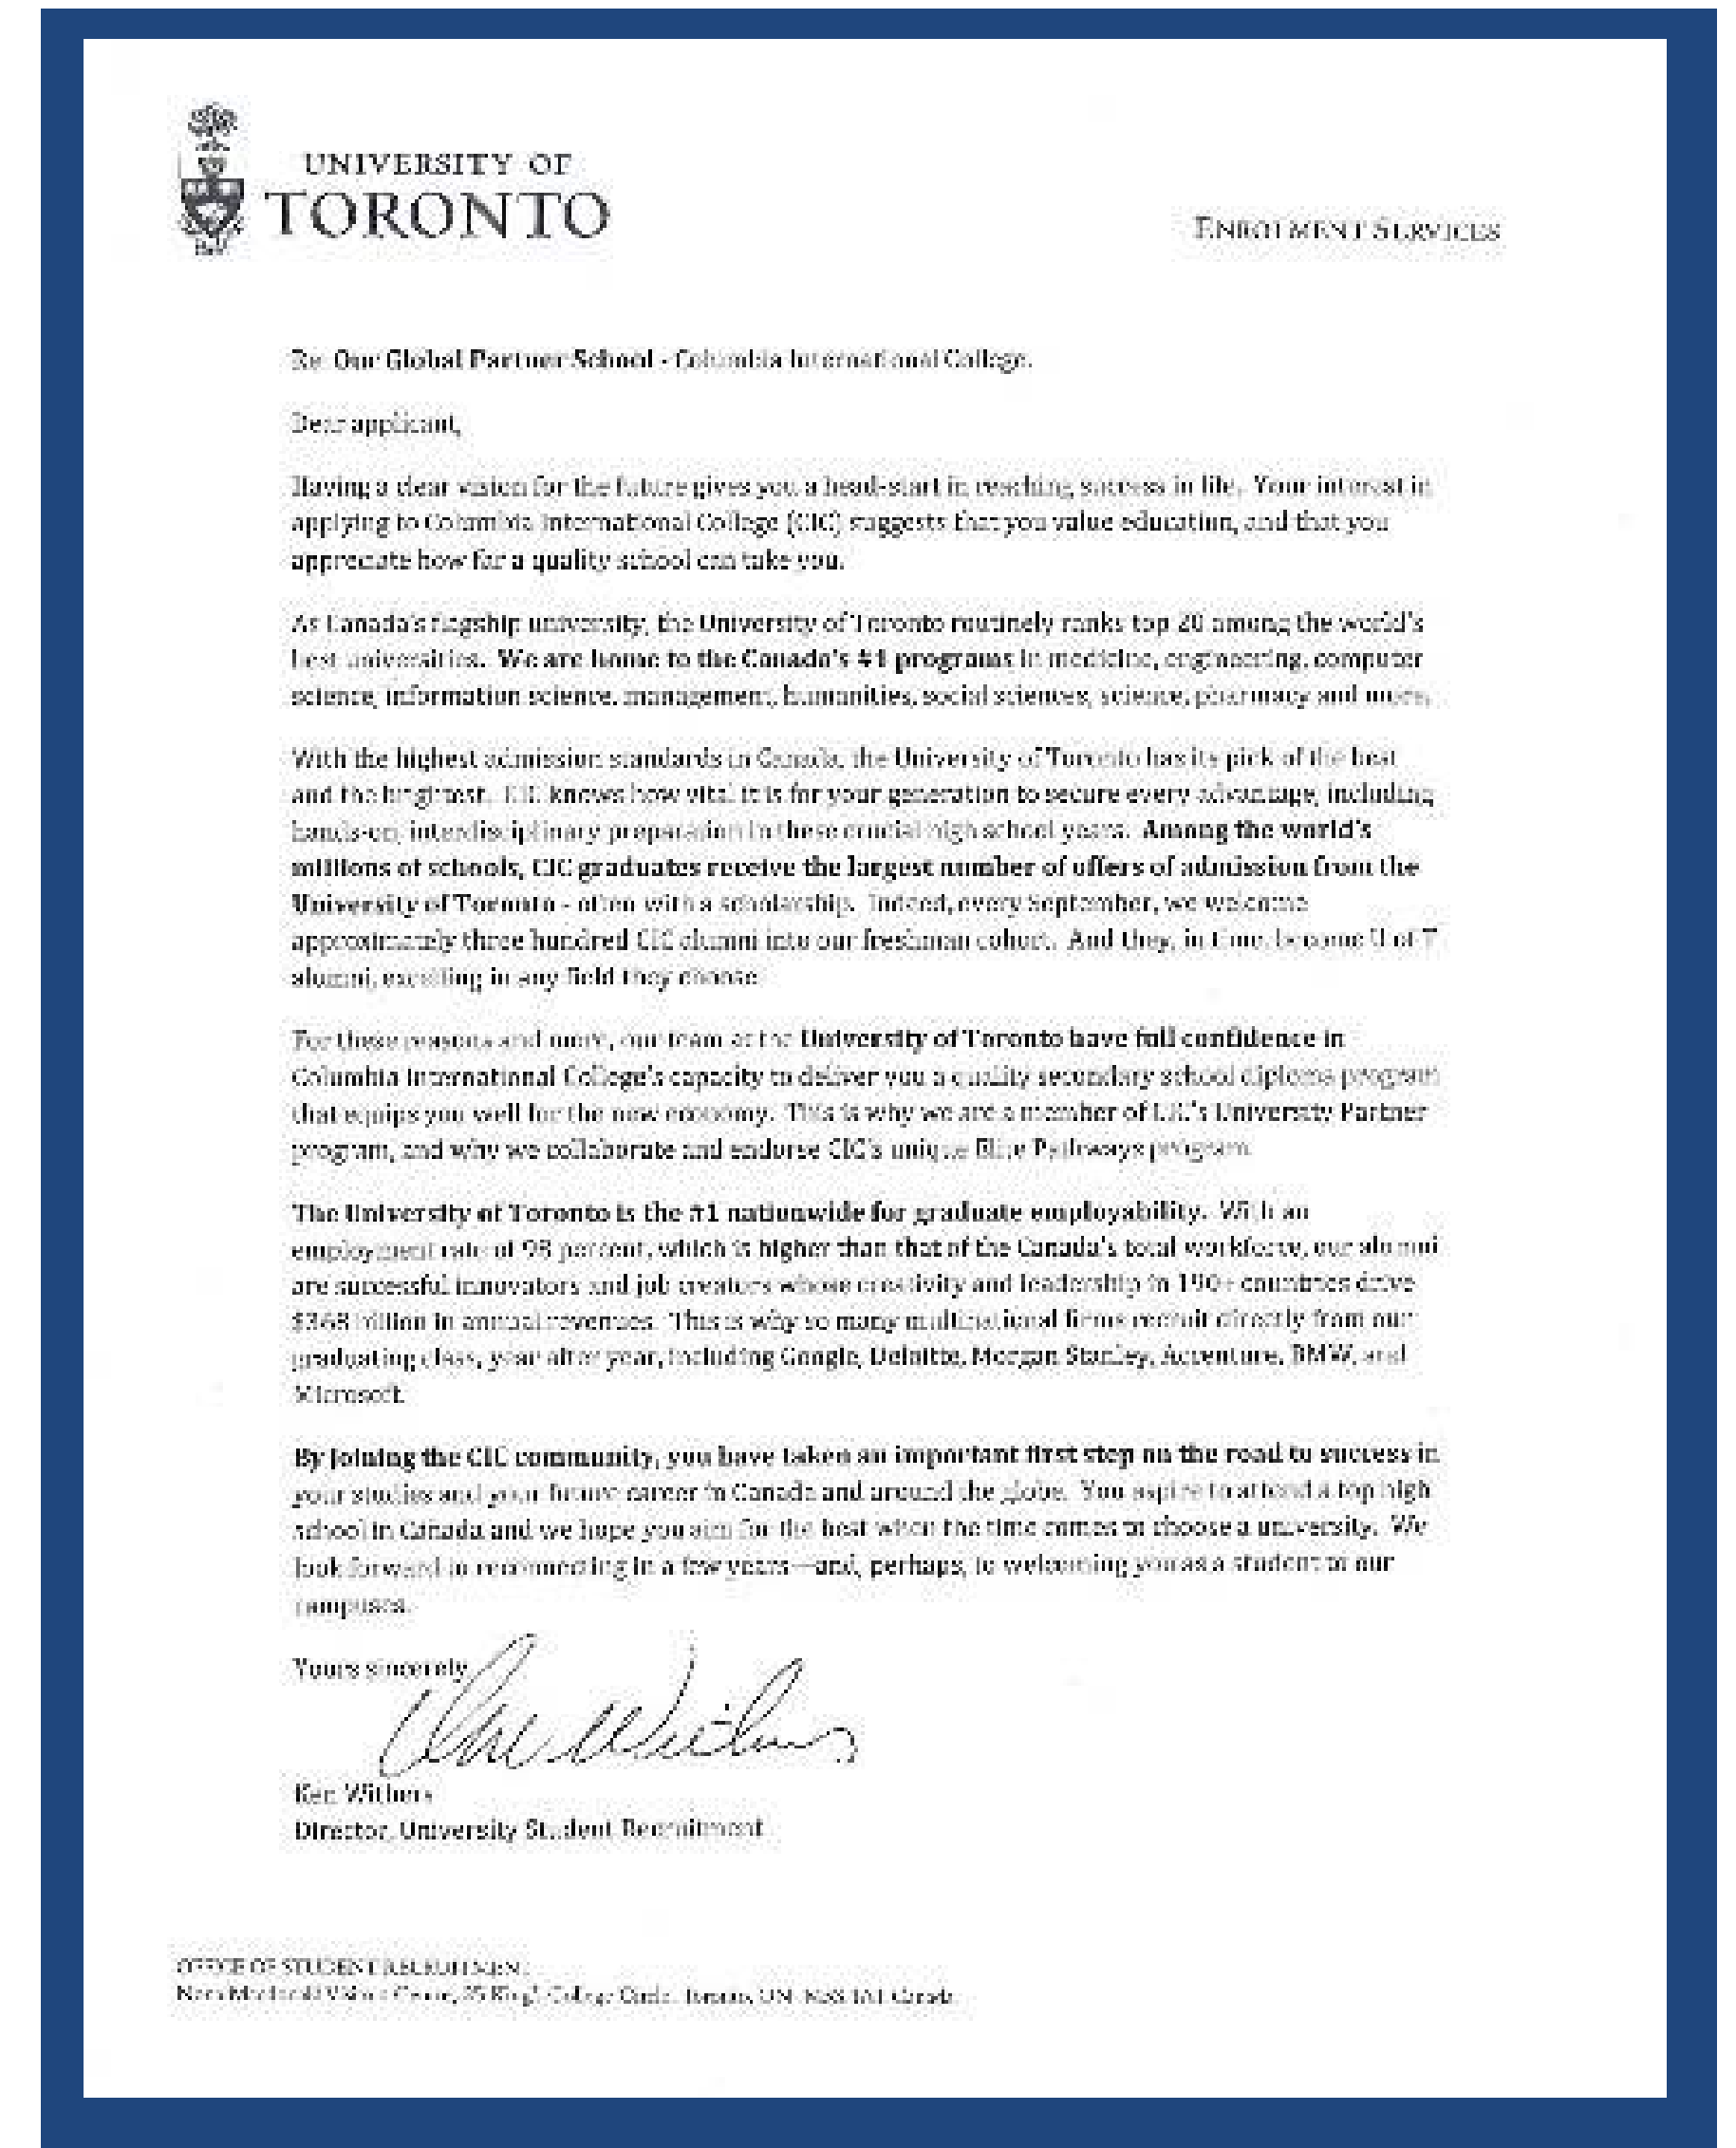 UNIVERSITY OF
TORONTO
ENROLMENT SERVICES
Re: Our Global Partner School - Columbia International College.
Dear applicant,
Having a clear vision for the future gives you a head-start in reaching success in life. Your interest in
applying to Columbia International College (CIC) suggests that you value education, and that you
appreciate how far a quality school can take you.
As Canada's flagship university, the University of Toronto routinely ranks top 20 among the world's
best universities. We are home to the Canada's #1 programs in medicine, engineering, computer
science, information science, management, humanities, social sciences, science, pharmacy and more.
With the highest admission standards in Canada, the University of Toronto has its pick of the best
and the brightest. CIC knows how vital it is for your generation to secure every advantage, including
hands-on, interdisciplinary preparation in these crucial high school years. Among the world's
millions of schools, CIC graduates receive the largest number of offers of admission from the
University of Toronto - often with a scholarship. Indeed, every September, we welcome
approximately three hundred CIC alumni into our freshman cohort. And they, in time, become U of T
alumni, excelling in any field they choose.
For these reasons and more, our team at the University of Toronto have full confidence in
Columbia International College's capacity to deliver you a quality secondary school diploma program
that equips you well for the new economy. This is why we are a member of CIC's University Partner
program, and why we collaborate and endorse CIC's unique Elite Pathways program.
The University of Toronto is the #1 nationwide for graduate employability. With an
employment rate of 98 percent, which is higher than that of the Canada's total workforce, our alumni
are successful innovators and job creators whose creativity and leadership in 190+ countries drive
$368 billion in annual revenues. This is why so many multinational firms recruit directly from our
graduating class, year after year, including Google, Deloitte, Morgan Stanley, Accenture, BMW, and
Microsoft.
By joining the CIC community, you have taken an important first step on the road to success in
your studies and your future career in Canada and around the globe. You aspire to attend a top high
school in Canada and we hope you aim for the best when the time comes to choose a university. We
look forward to reconnecting in a few years—and, perhaps, to welcoming you as a student at our
campuses.
Yours sincerely
Ken Withers
Director, University Student Recruitment
OFFICE OF STUDENT RECRUITMENT
Visitor Centre, 25 King's College Circle, Toronto, ON M5S 1A1 Canada